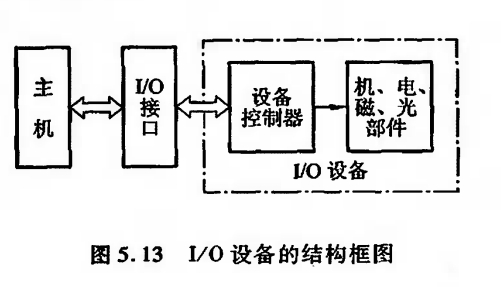 主
机
I/O
接
口
设备
控制器
机、电、
磁、光
部件
I/O 设备
图 5.13 I/O 设备的结构框图